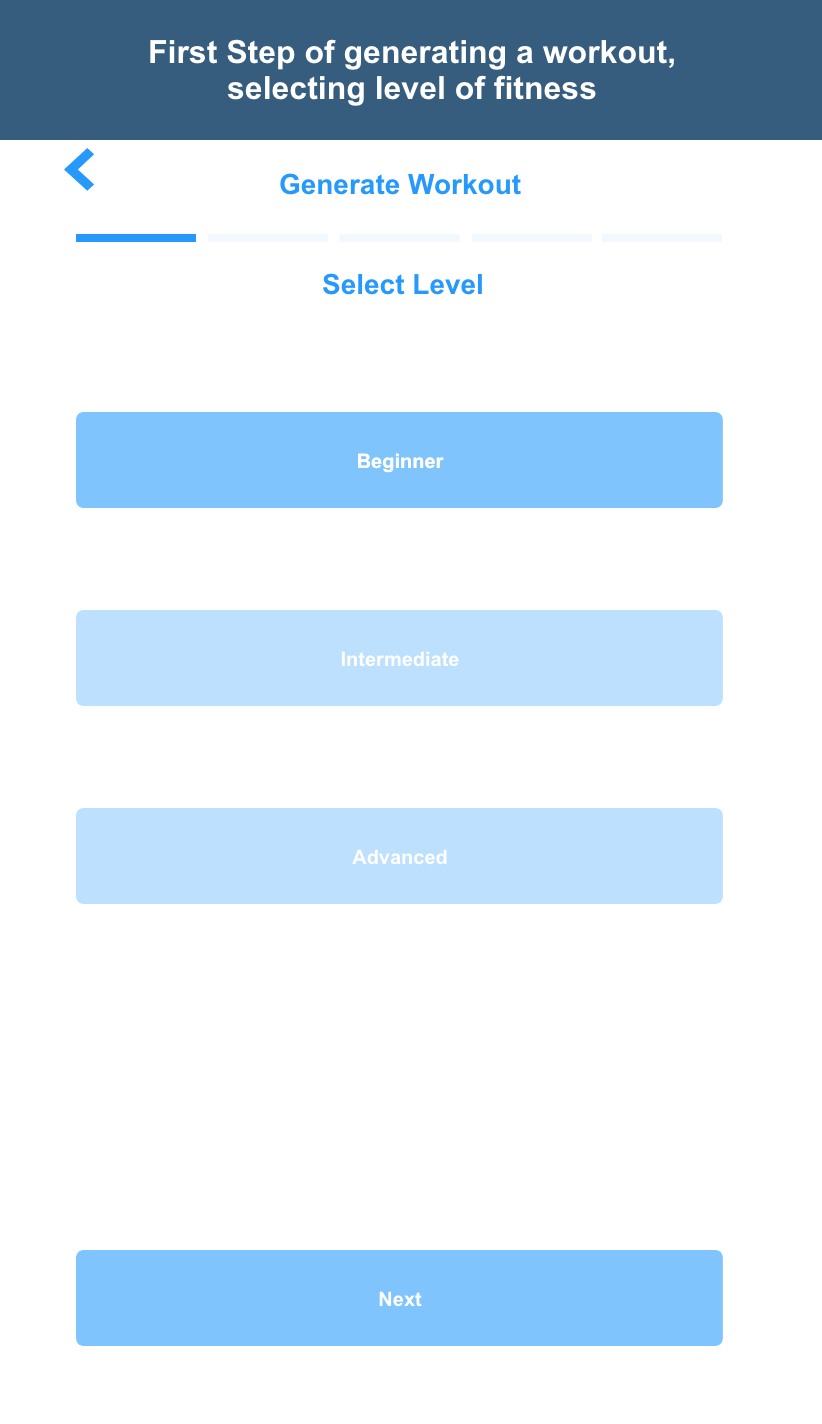 First Step of generating a workout,
selecting level of fitness
Generate Workout
Select Level
Beginner
Intermediate
Advanced
Next